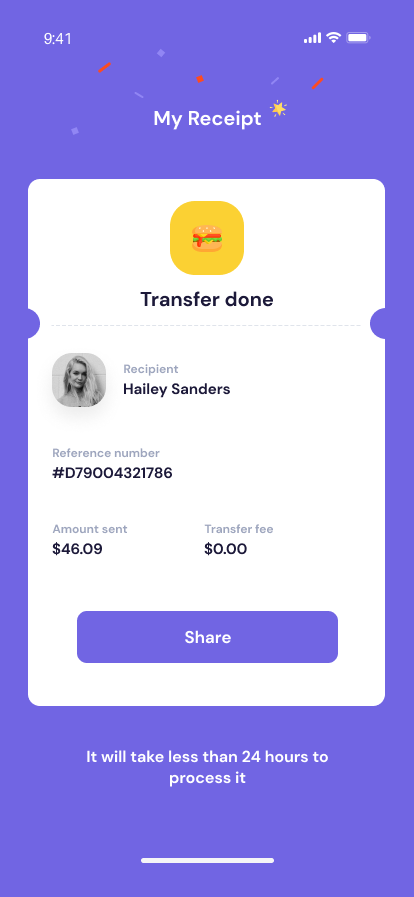 9:41
My Receipt
Transfer done
Recipient
Hailey Sanders
Reference number
#D79004321786
Amount sent
Transfer fee
$46.09
$0.00
Share
It will take less than 24 hours to
process it